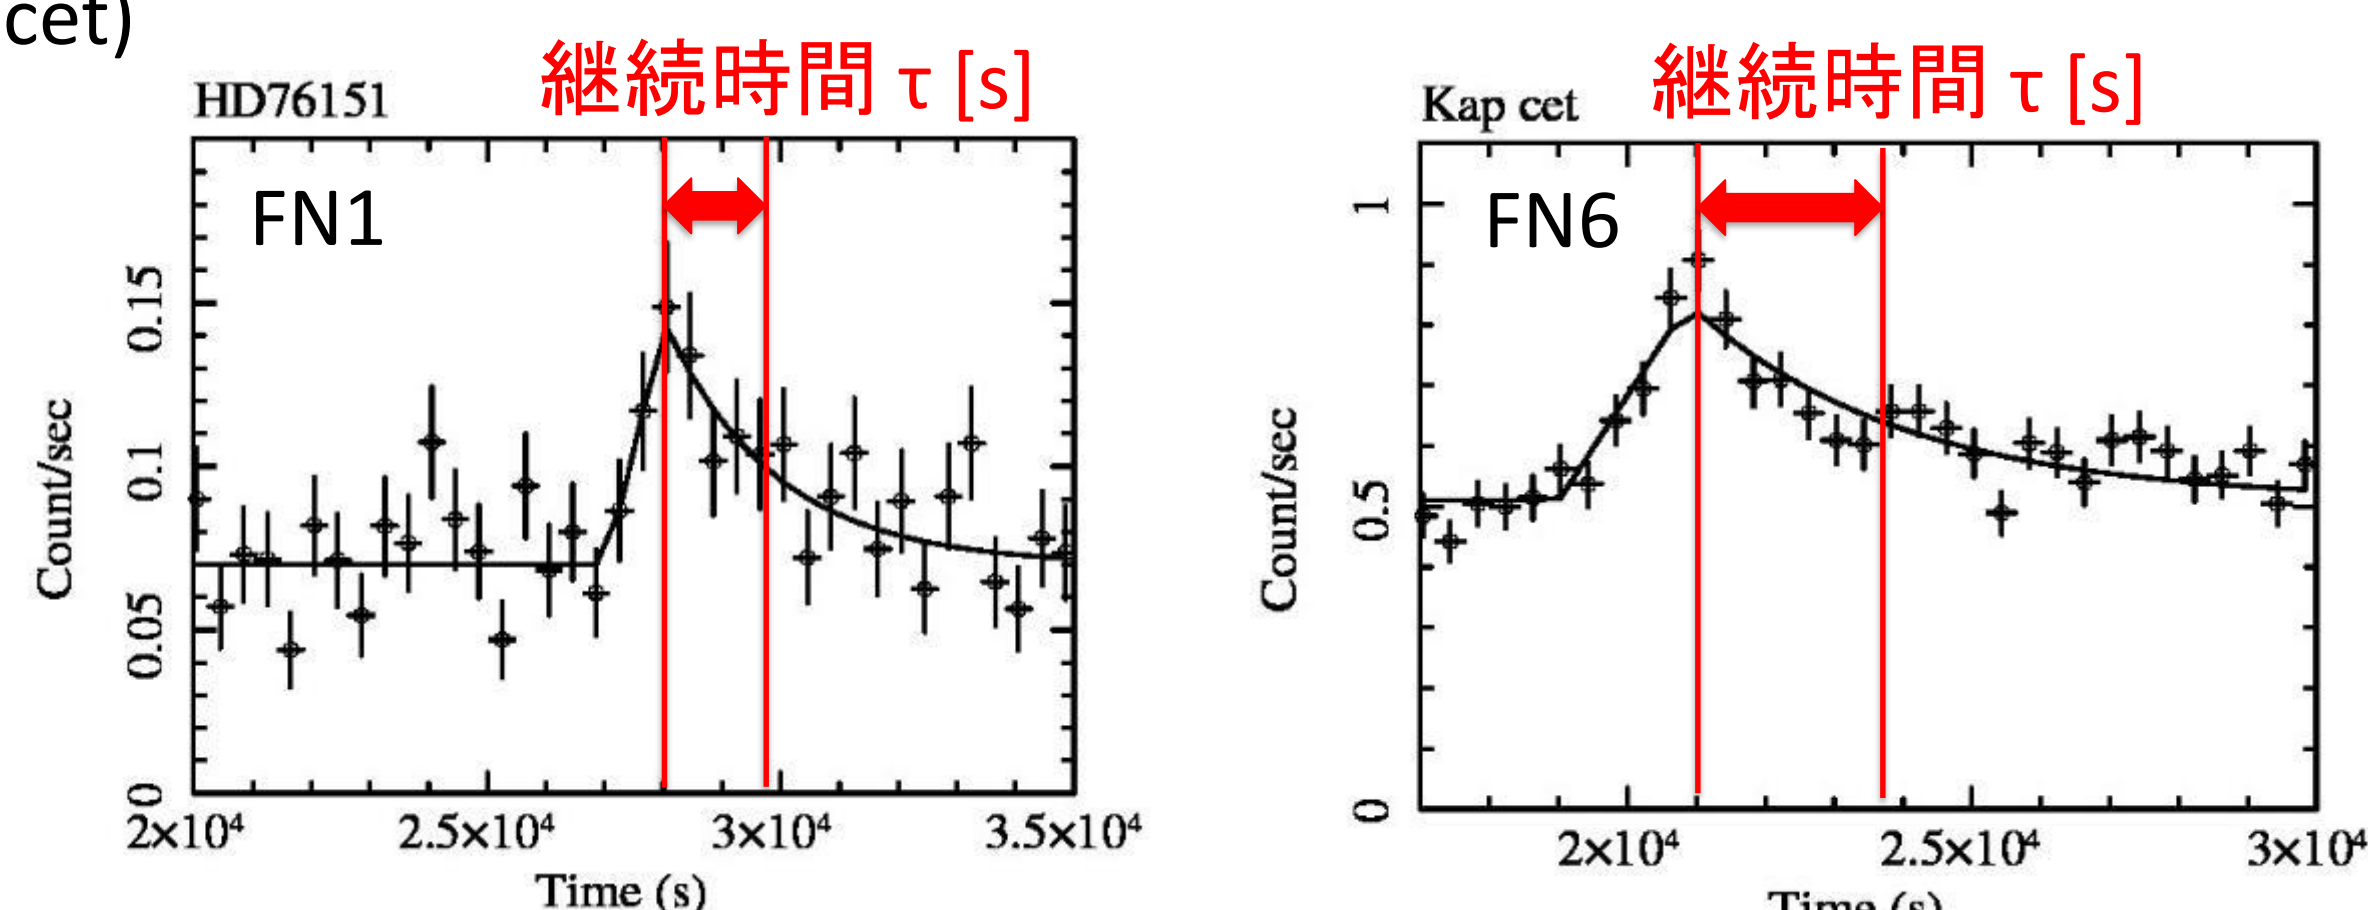 cet)
継続時間 τ [s]
HD76151
FN1
Count/sec
0.15
0.1
0.05
0
2×10⁴
2.5×10⁴
3×10⁴
3.5×10⁴
Time (s)
継続時間 τ [s]
Kap cet
FN6
Count/sec
1
0.5
0
2×10⁴
2.5×10⁴
3×10⁴
Time (s)